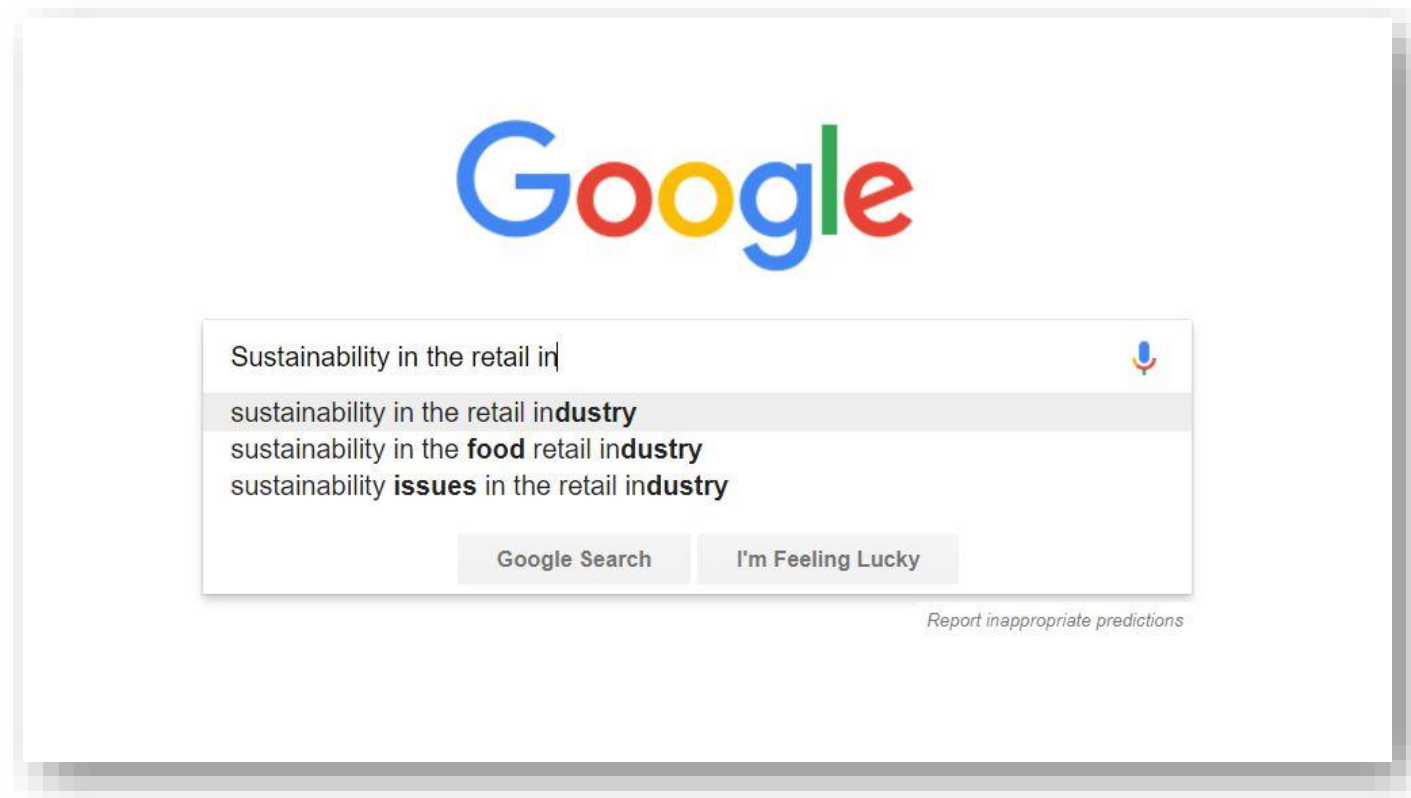 Google
Sustainability in the retail in
sustainability in the retail industry
sustainability in the food retail industry
sustainability issues in the retail industry
Google Search I'm Feeling Lucky
Report inappropriate predictions